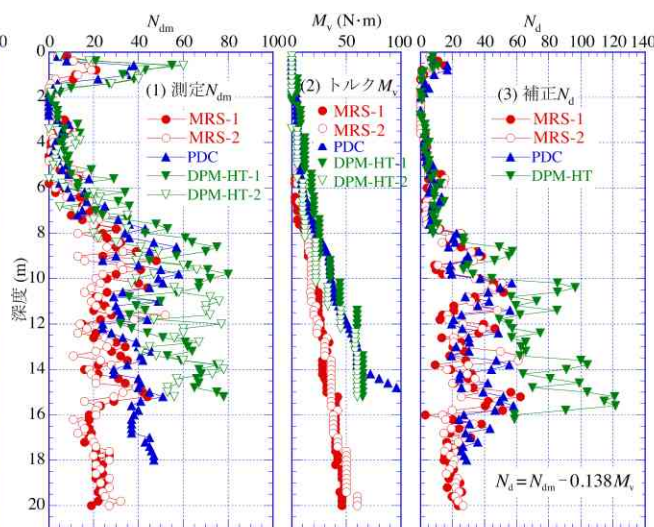 0
N_dm
0 20 40 60 80 100
M_v (N·m)
0 50 100
N_d
0 20 40 60 80 100 120 140
深度 (m)
0
2
4
6
8
10
12
14
16
18
20
(1) 測定N_dm
MRS-1
MRS-2
PDC
DPM-HT-1
DPM-HT-2
(2) トルクM_v
MRS-1
MRS-2
PDC
DPM-HT-1
DPM-HT-2
(3) 補正N_d
MRS-1
MRS-2
PDC
DPM-HT
N_d=N_dm−0.138M_v